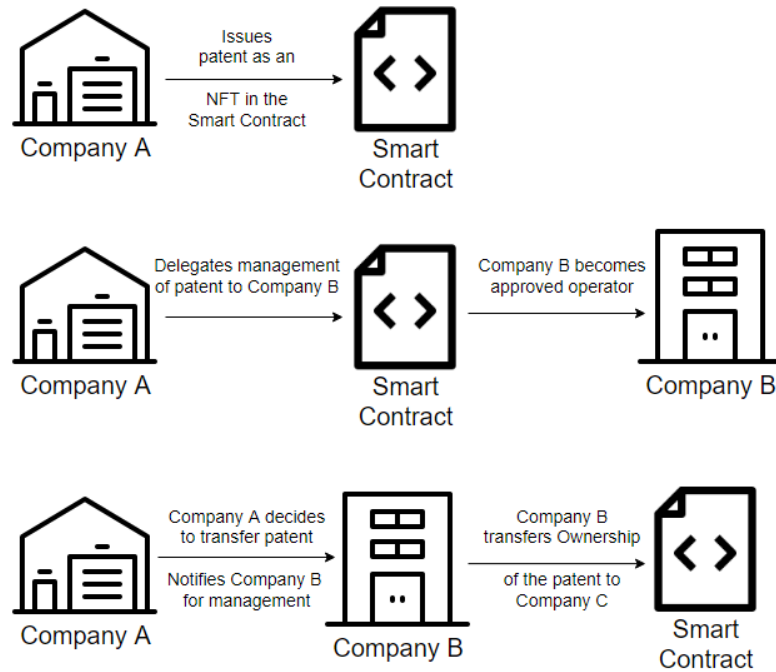 Issues
patent as an
NFT in the
Smart Contract
Company A
Smart
Contract
Delegates management
of patent to Company B
Company B becomes
approved operator
Company A
Smart
Contract
Company B
Company A decides
to transfer patent
Notifies Company B
for management
Company B
transfers Ownership
of the patent to
Company C
Company A
Company B
Smart
Contract